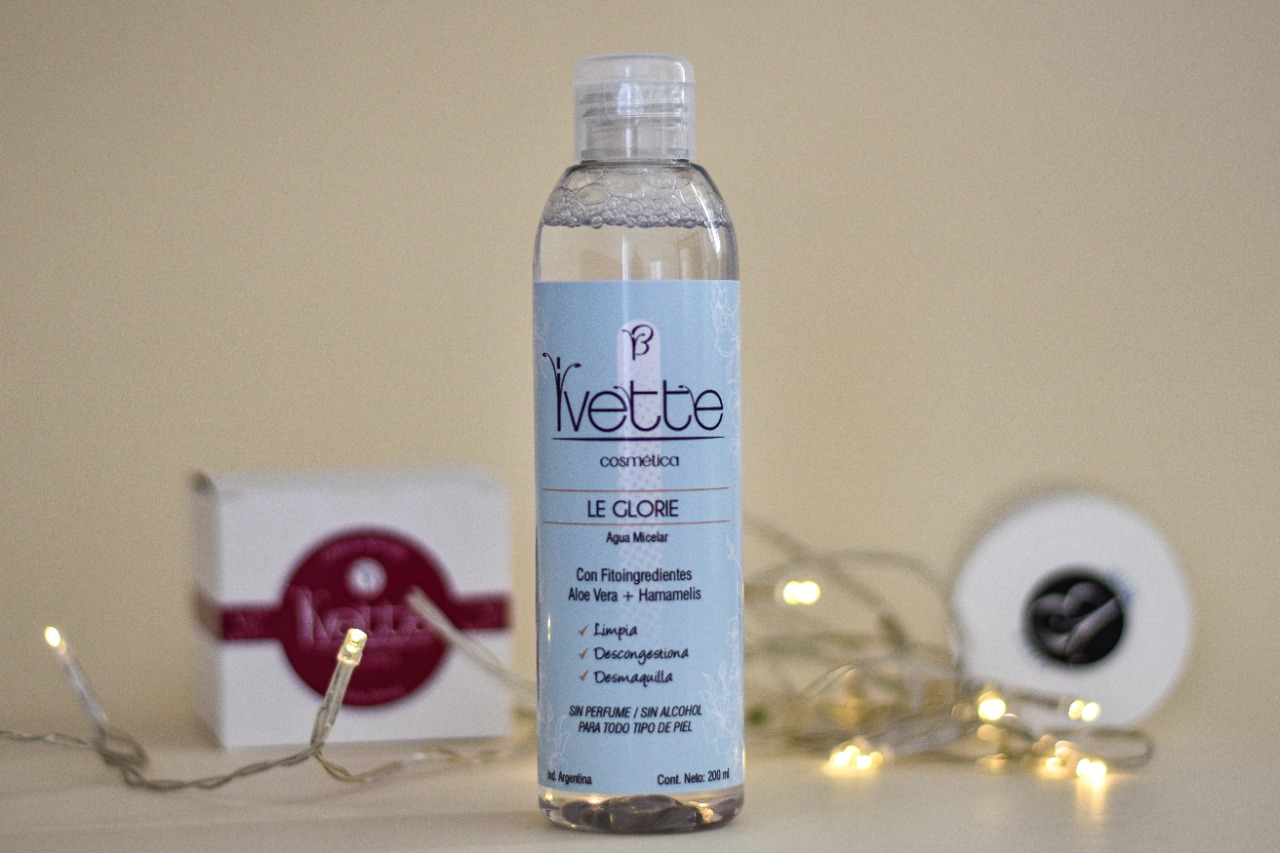 Ivette
cosmética
LE GLORIE
Agua Micelar
Con Fitoingredientes
Aloe Vera + Hamamelis
✓ Limpia
✓ Descongestiona
✓ Desmaquilla
SIN PERFUME / SIN ALCOHOL
PARA TODO TIPO DE PIEL
Ind. Argentina
Cont. Neto: 200 ml
Ivette